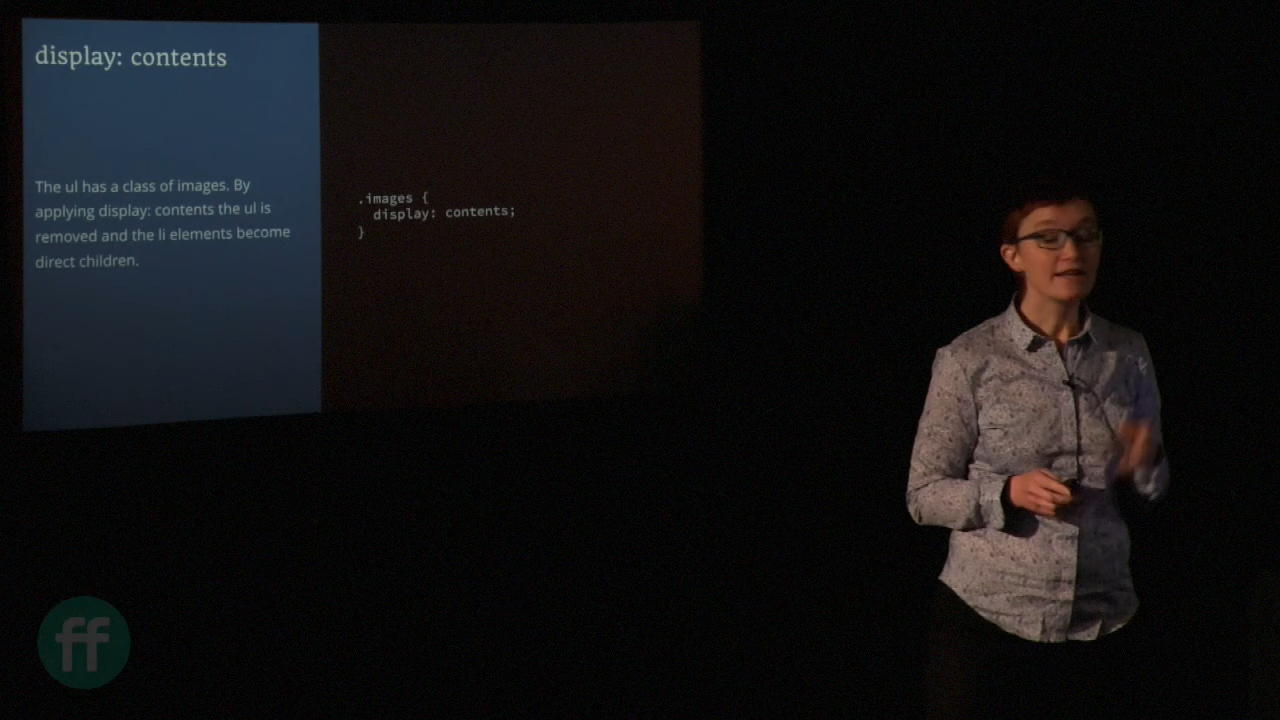 display: contents
The ul has a class of images. By
applying display: contents the ul is
removed and the li elements become
direct children.
.images {
display: contents;
}
ff